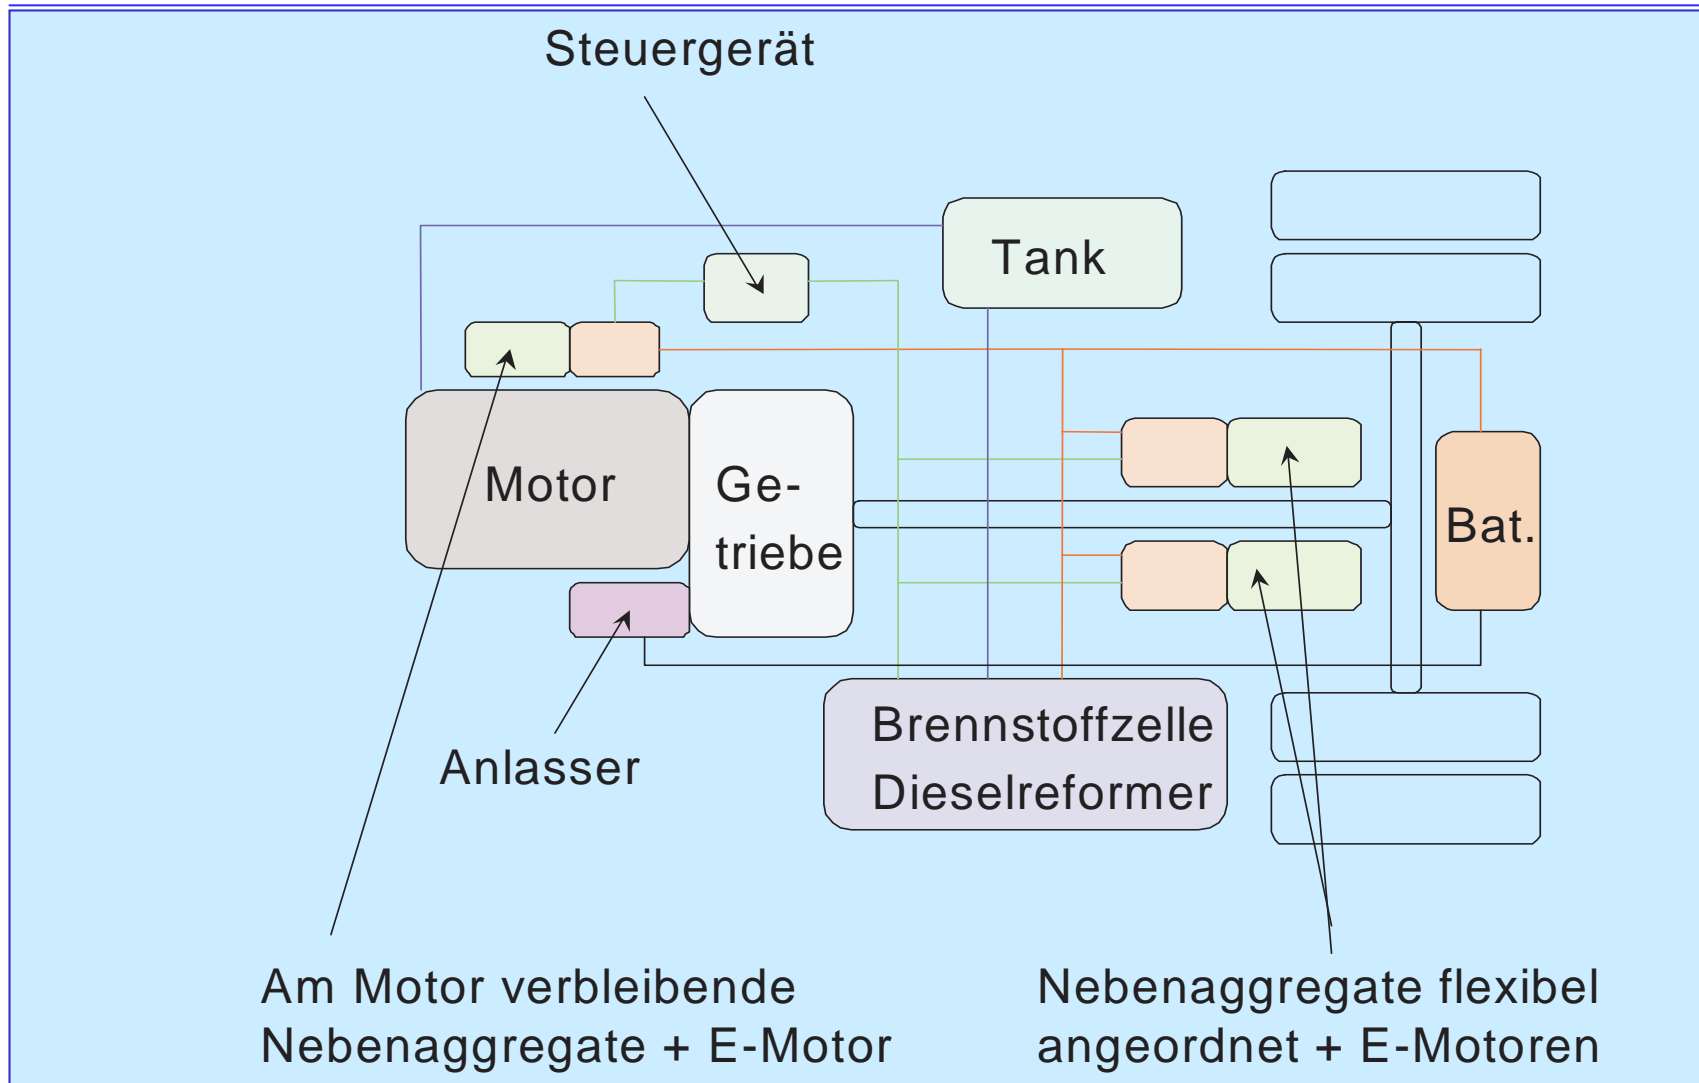 Steuergerät
Tank
Motor
Ge-
triebe
Bat.
Anlasser
Brennstoffzelle
Dieselreformer
Am Motor verbleibende
Nebenaggregate + E-Motor
Nebenaggregate flexibel
angeordnet + E-Motoren